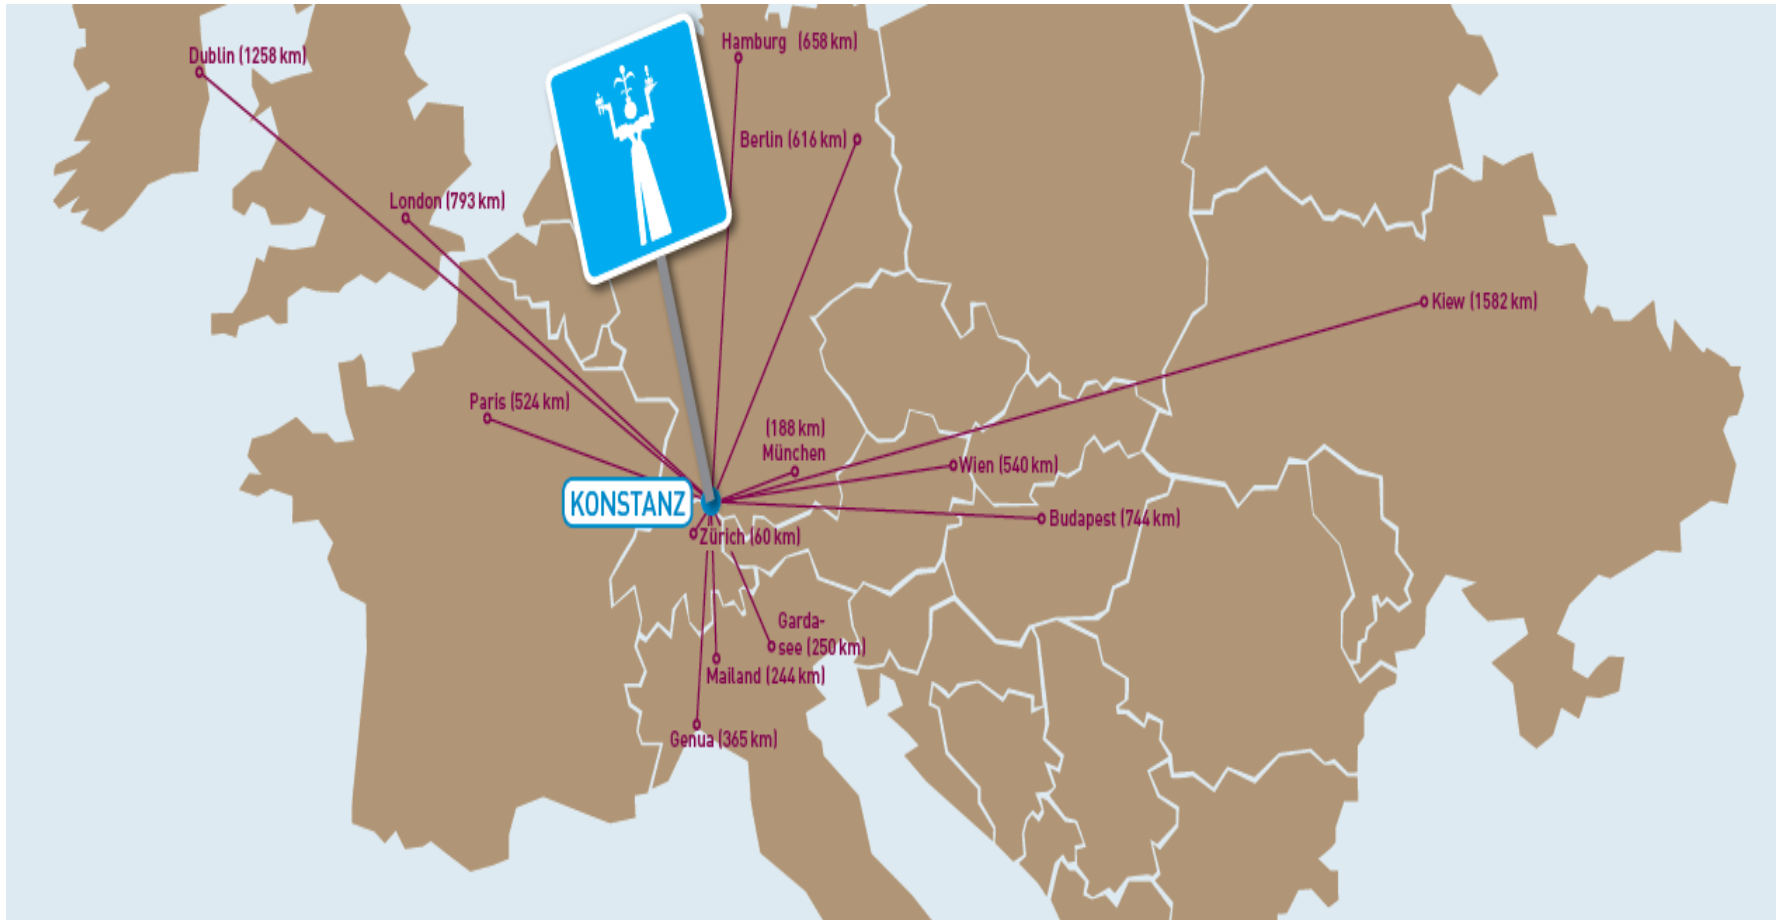 Hamburg (658 km)
Dublin (1258 km)
Berlin (616 km)
London (793 km)
Kiew (1582 km)
Paris (524 km)
(188 km)
München
Wien (540 km)
KONSTANZ
Budapest (744 km)
Zürich (60 km)
Garda-
see (250 km)
Mailand (244 km)
Genua (365 km)